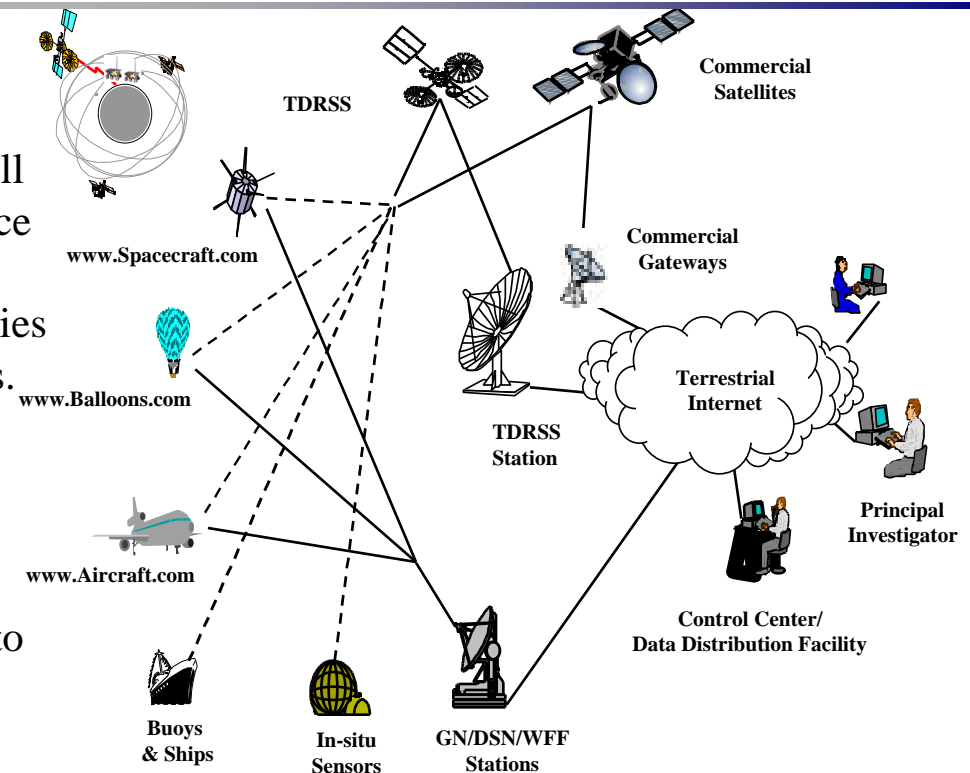 TDRSS
Commercial
Satellites
ll
ce
www.Spacecraft.com
Commercial
Gateways
ies
s.
www.Balloons.com
Terrestrial
Internet
TDRSS
Station
Principal
Investigator
www.Aircraft.com
Control Center/
Data Distribution Facility
to
Buoys
& Ships
In-situ
Sensors
GN/DSN/WFF
Stations